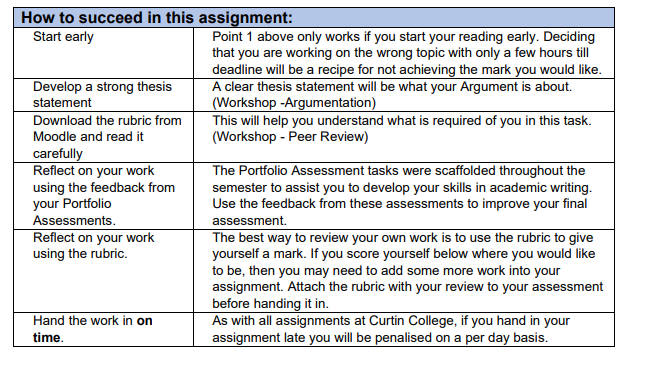 How to succeed in this assignment:
Start early
Point 1 above only works if you start your reading early. Deciding
that you are working on the wrong topic with only a few hours till
deadline will be a recipe for not achieving the mark you would like.
Develop a strong thesis
statement
A clear thesis statement will be what your Argument is about.
(Workshop -Argumentation)
Download the rubric from
Moodle and read it
carefully
This will help you understand what is required of you in this task.
(Workshop - Peer Review)
Reflect on your work
using the feedback from
your Portfolio
Assessments.
The Portfolio Assessment tasks were scaffolded throughout the
semester to assist you to develop your skills in academic writing.
Use the feedback from these assessments to improve your final
assessment.
Reflect on your work
using the rubric.
The best way to review your own work is to use the rubric to give
yourself a mark. If you score yourself below where you would like
to be, then you may need to add some more work into your
assignment. Attach the rubric with your review to your assessment
before handing it in.
Hand the work in on
time.
As with all assignments at Curtin College, if you hand in your
assignment late you will be penalised on a per day basis.